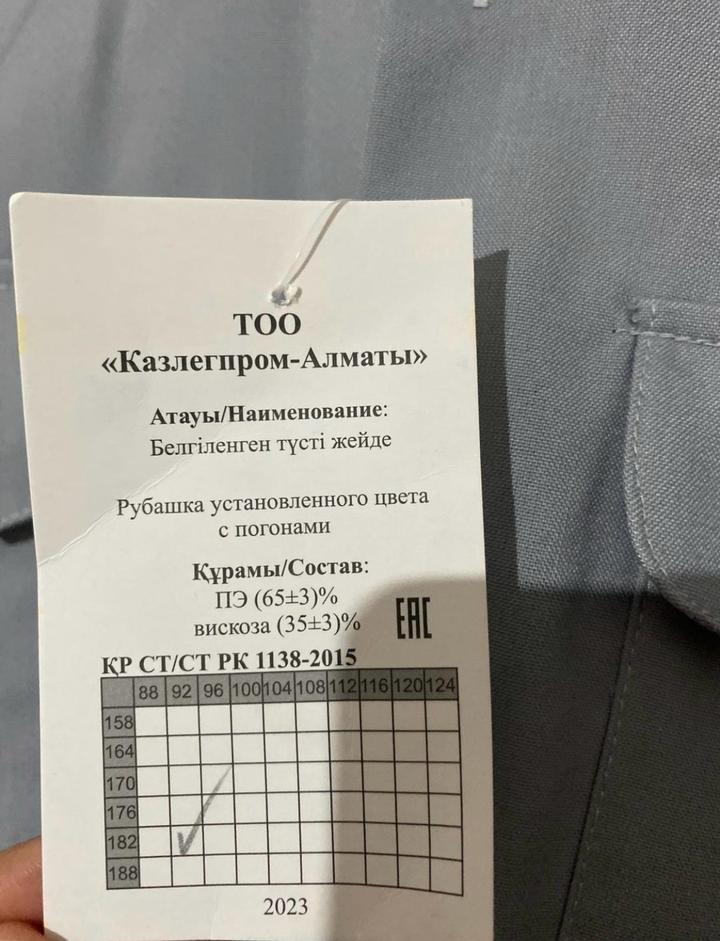 ТОО
«Казлегпром-Алматы»
Атауы/Наименование:
Белгіленген түсті жейде
Рубашка установленного цвета
с погонами
Құрамы/Состав:
ПЭ (65±3)%
вискоза (35±3)%
ЕАС
ҚР СТ/СТ РК 1138-2015
88 92 96 100 104 108 112 116 120 124
158
164
170
176
182
188
2023